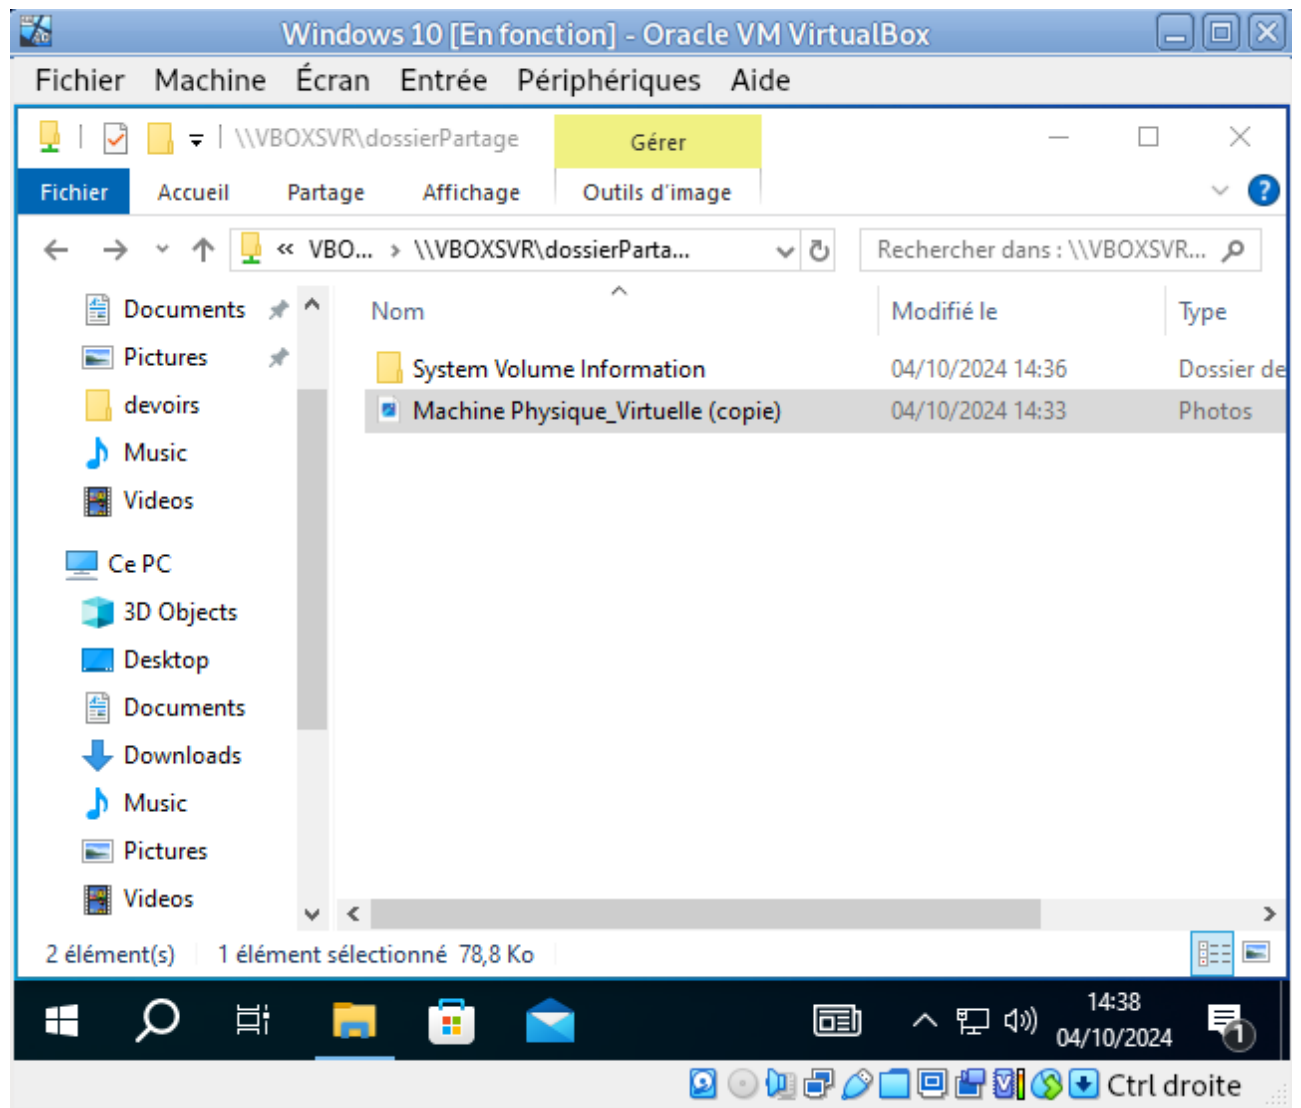 Windows 10 [En fonction] - Oracle VM VirtualBox
Fichier Machine Écran Entrée Périphériques Aide
\\VBOXSVR\dossierPartage Gérer
Fichier Accueil Partage Affichage Outils d'image
« VBO... > \\VBOXSVR\dossierParta... Rechercher dans : \\VBOXSVR...
Nom Modifié le Type
System Volume Information 04/10/2024 14:36 Dossier de
Machine Physique_Virtuelle (copie) 04/10/2024 14:33 Photos
Documents
Pictures
devoirs
Music
Videos
Ce PC
3D Objects
Desktop
Documents
Downloads
Music
Pictures
Videos
2 élément(s) 1 élément sélectionné 78,8 Ko
14:38
04/10/2024
1
Ctrl droite